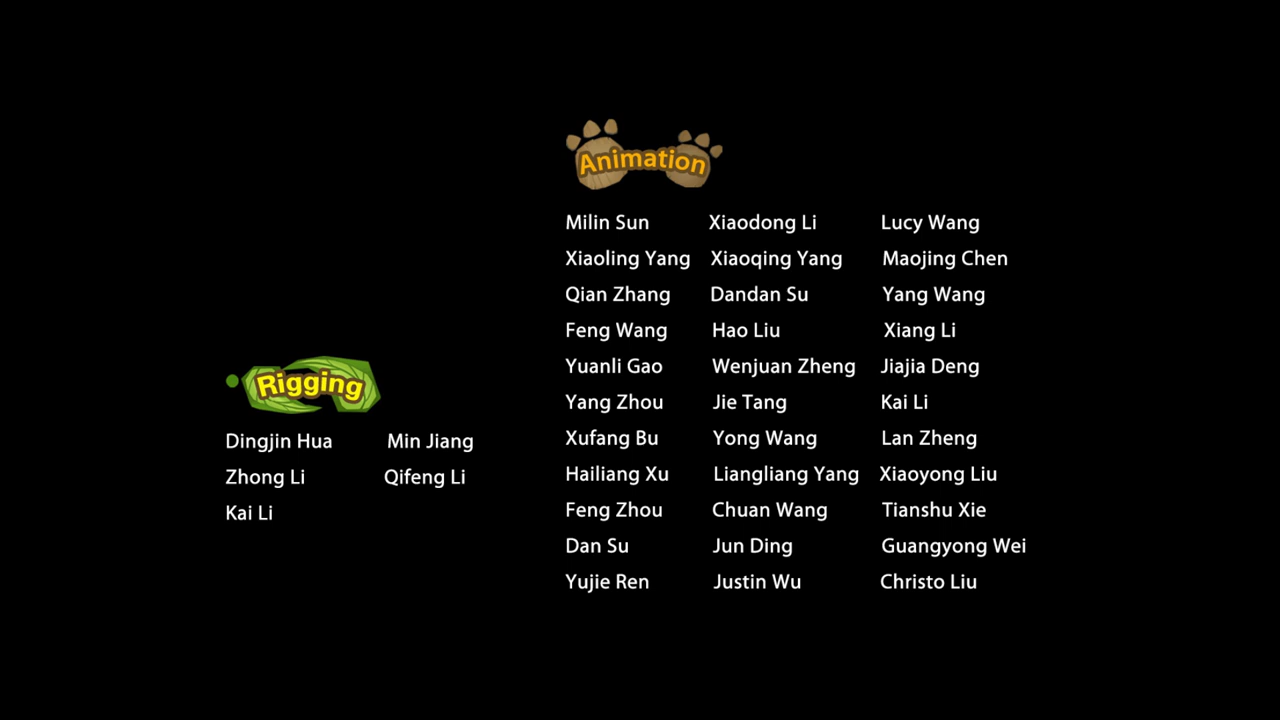 Animation
Milin Sun Xiaodong Li Lucy Wang
Xiaoling Yang Xiaoqing Yang Maojing Chen
Qian Zhang Dandan Su Yang Wang
Feng Wang Hao Liu Xiang Li
Yuanli Gao Wenjuan Zheng Jiajia Deng
Yang Zhou Jie Tang Kai Li
Xufang Bu Yong Wang Lan Zheng
Hailiang Xu Liangliang Yang Xiaoyong Liu
Feng Zhou Chuan Wang Tianshu Xie
Dan Su Jun Ding Guangyong Wei
Yujie Ren Justin Wu Christo Liu
Rigging
Dingjin Hua Min Jiang
Zhong Li Qifeng Li
Kai Li